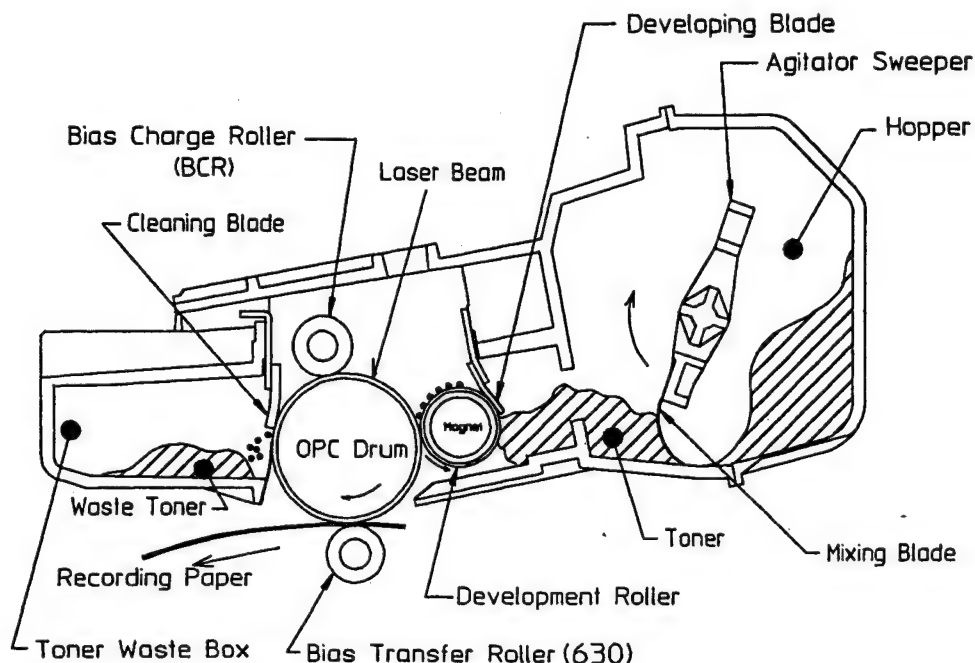 Developing Blade
Agitator Sweeper
Hopper
Bias Charge Roller
(BCR)
Laser Beam
Cleaning Blade
Magnet
OPC Drum
Waste Toner
Toner
Mixing Blade
Recording Paper
Development Roller
Toner Waste Box
Bias Transfer Roller (630)